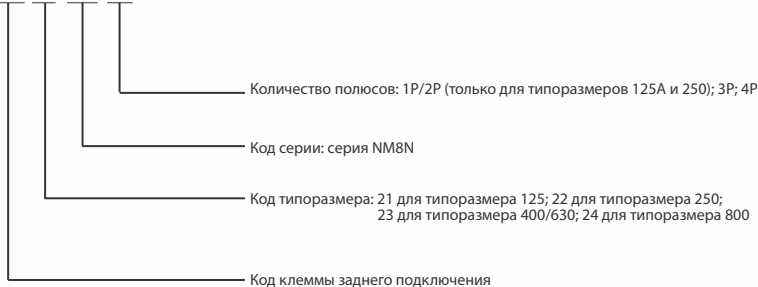 Количество полюсов: 1P/2P (только для типоразмеров 125A и 250); 3P; 4P
Код серии: серия NM8N
Код типоразмера: 21 для типоразмера 125; 22 для типоразмера 250;
23 для типоразмера 400/630; 24 для типоразмера 800
Код клеммы заднего подключения